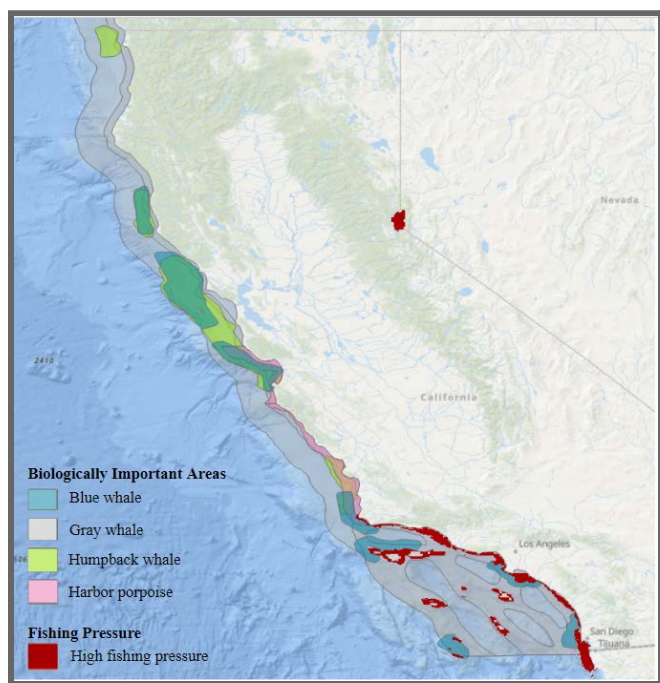 Nevada
2410
California
Biologically Important Areas
Blue whale
Gray whale
Humpback whale
Harbor porpoise
Los Angeles
Fishing Pressure
High fishing pressure
San Diego
Tijuana